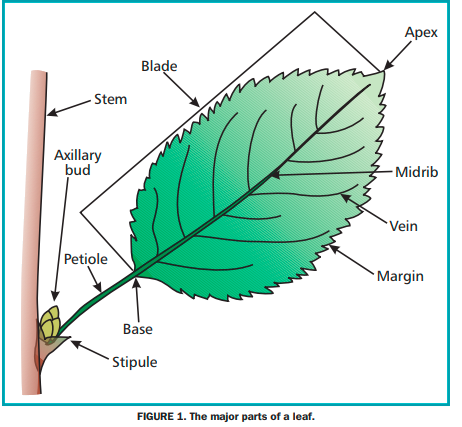 Apex
Blade
Stem
Axillary
bud
Midrib
Vein
Petiole
Margin
Base
Stipule
FIGURE 1. The major parts of a leaf.